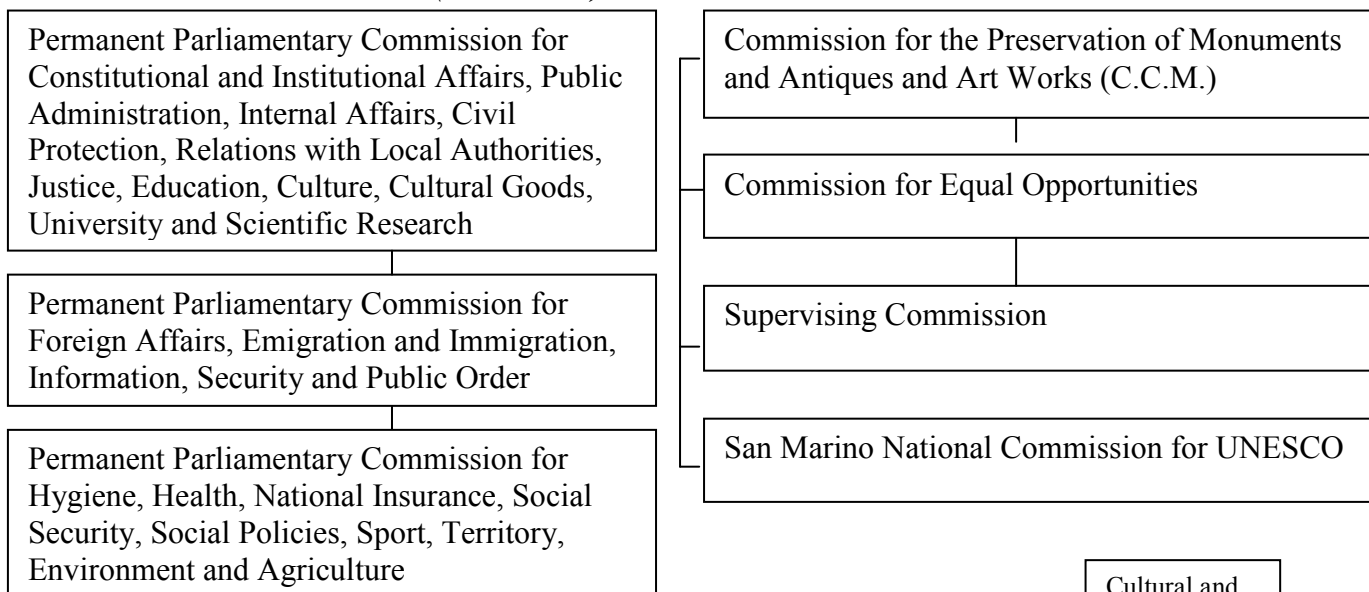 Permanent Parliamentary Commission for
Constitutional and Institutional Affairs, Public
Administration, Internal Affairs, Civil
Protection, Relations with Local Authorities,
Justice, Education, Culture, Cultural Goods,
University and Scientific Research
Permanent Parliamentary Commission for
Foreign Affairs, Emigration and Immigration,
Information, Security and Public Order
Permanent Parliamentary Commission for
Hygiene, Health, National Insurance, Social
Security, Social Policies, Sport, Territory,
Environment and Agriculture
Commission for the Preservation of Monuments
and Antiques and Art Works (C.C.M.)
Commission for Equal Opportunities
Supervising Commission
San Marino National Commission for UNESCO
Cultural and